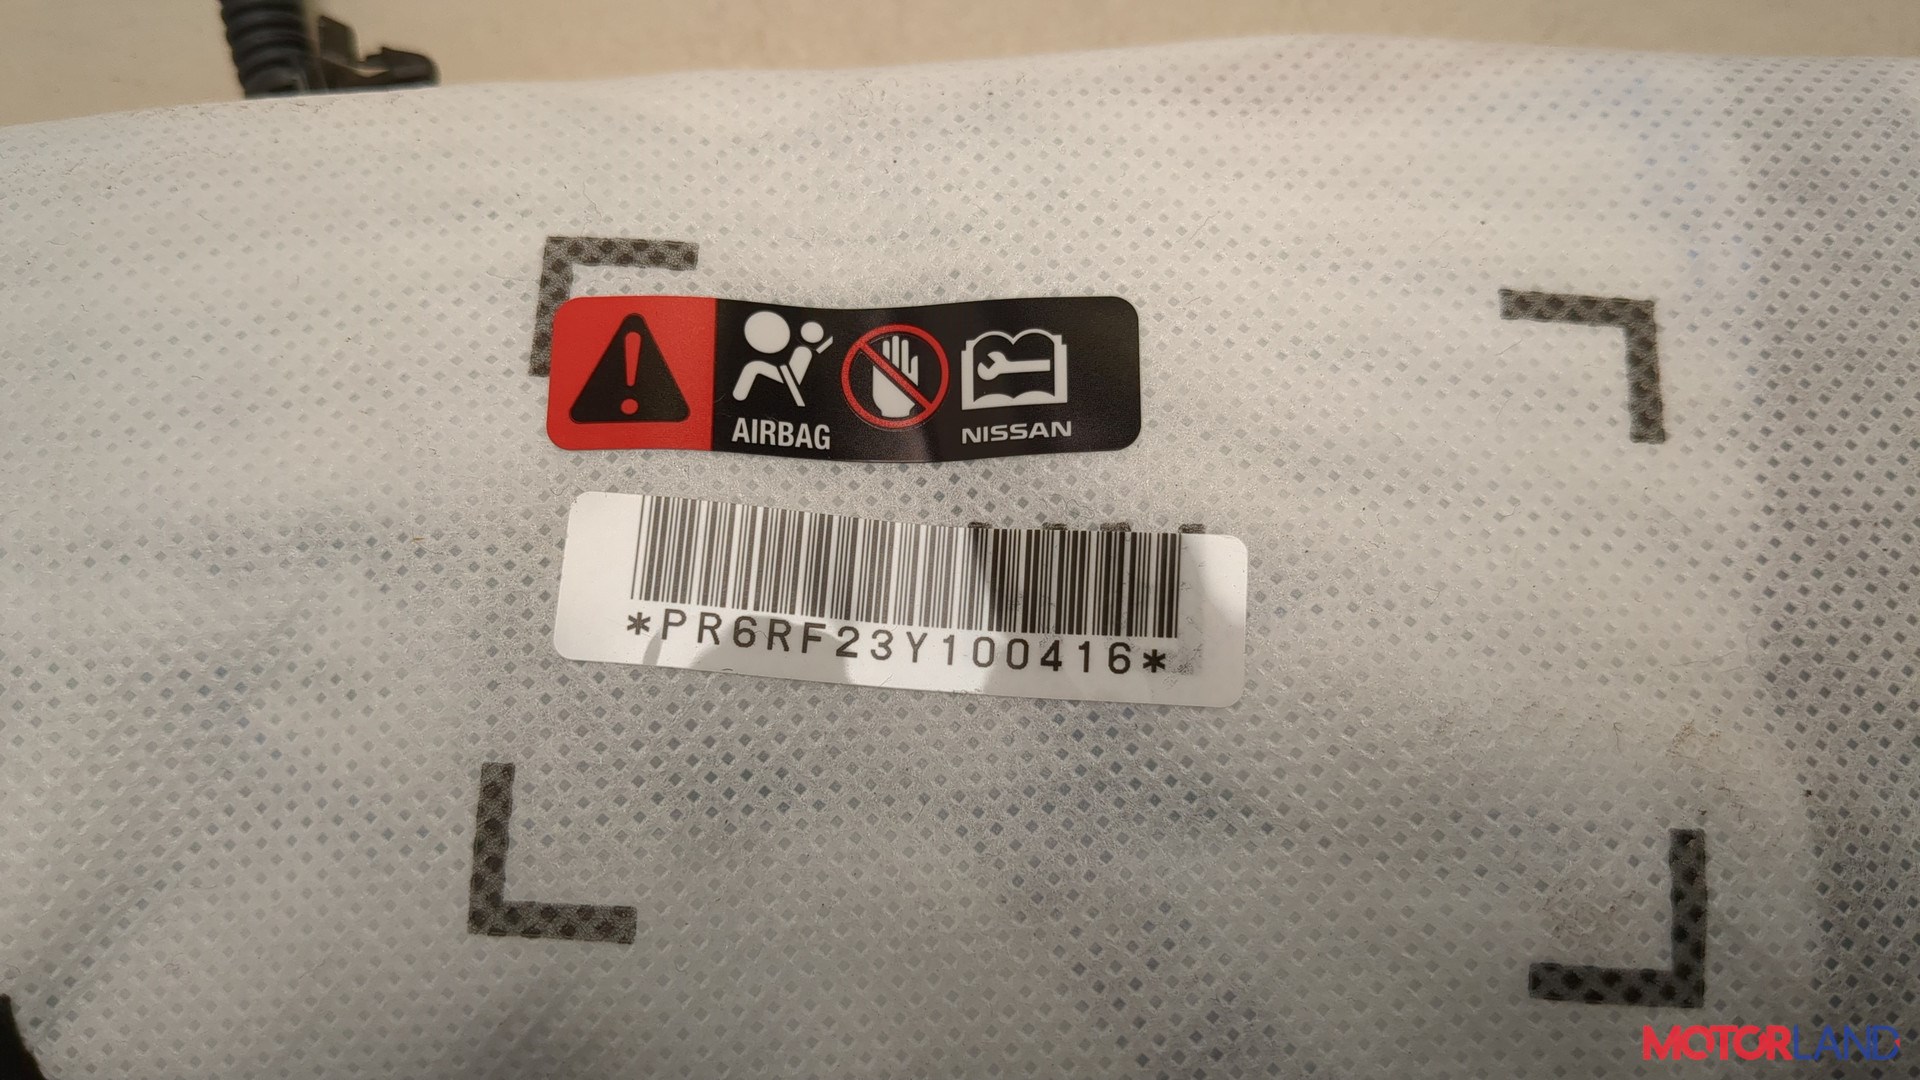 AIRBAG
NISSAN
*PR6RF23Y100416*
MOTORLAND